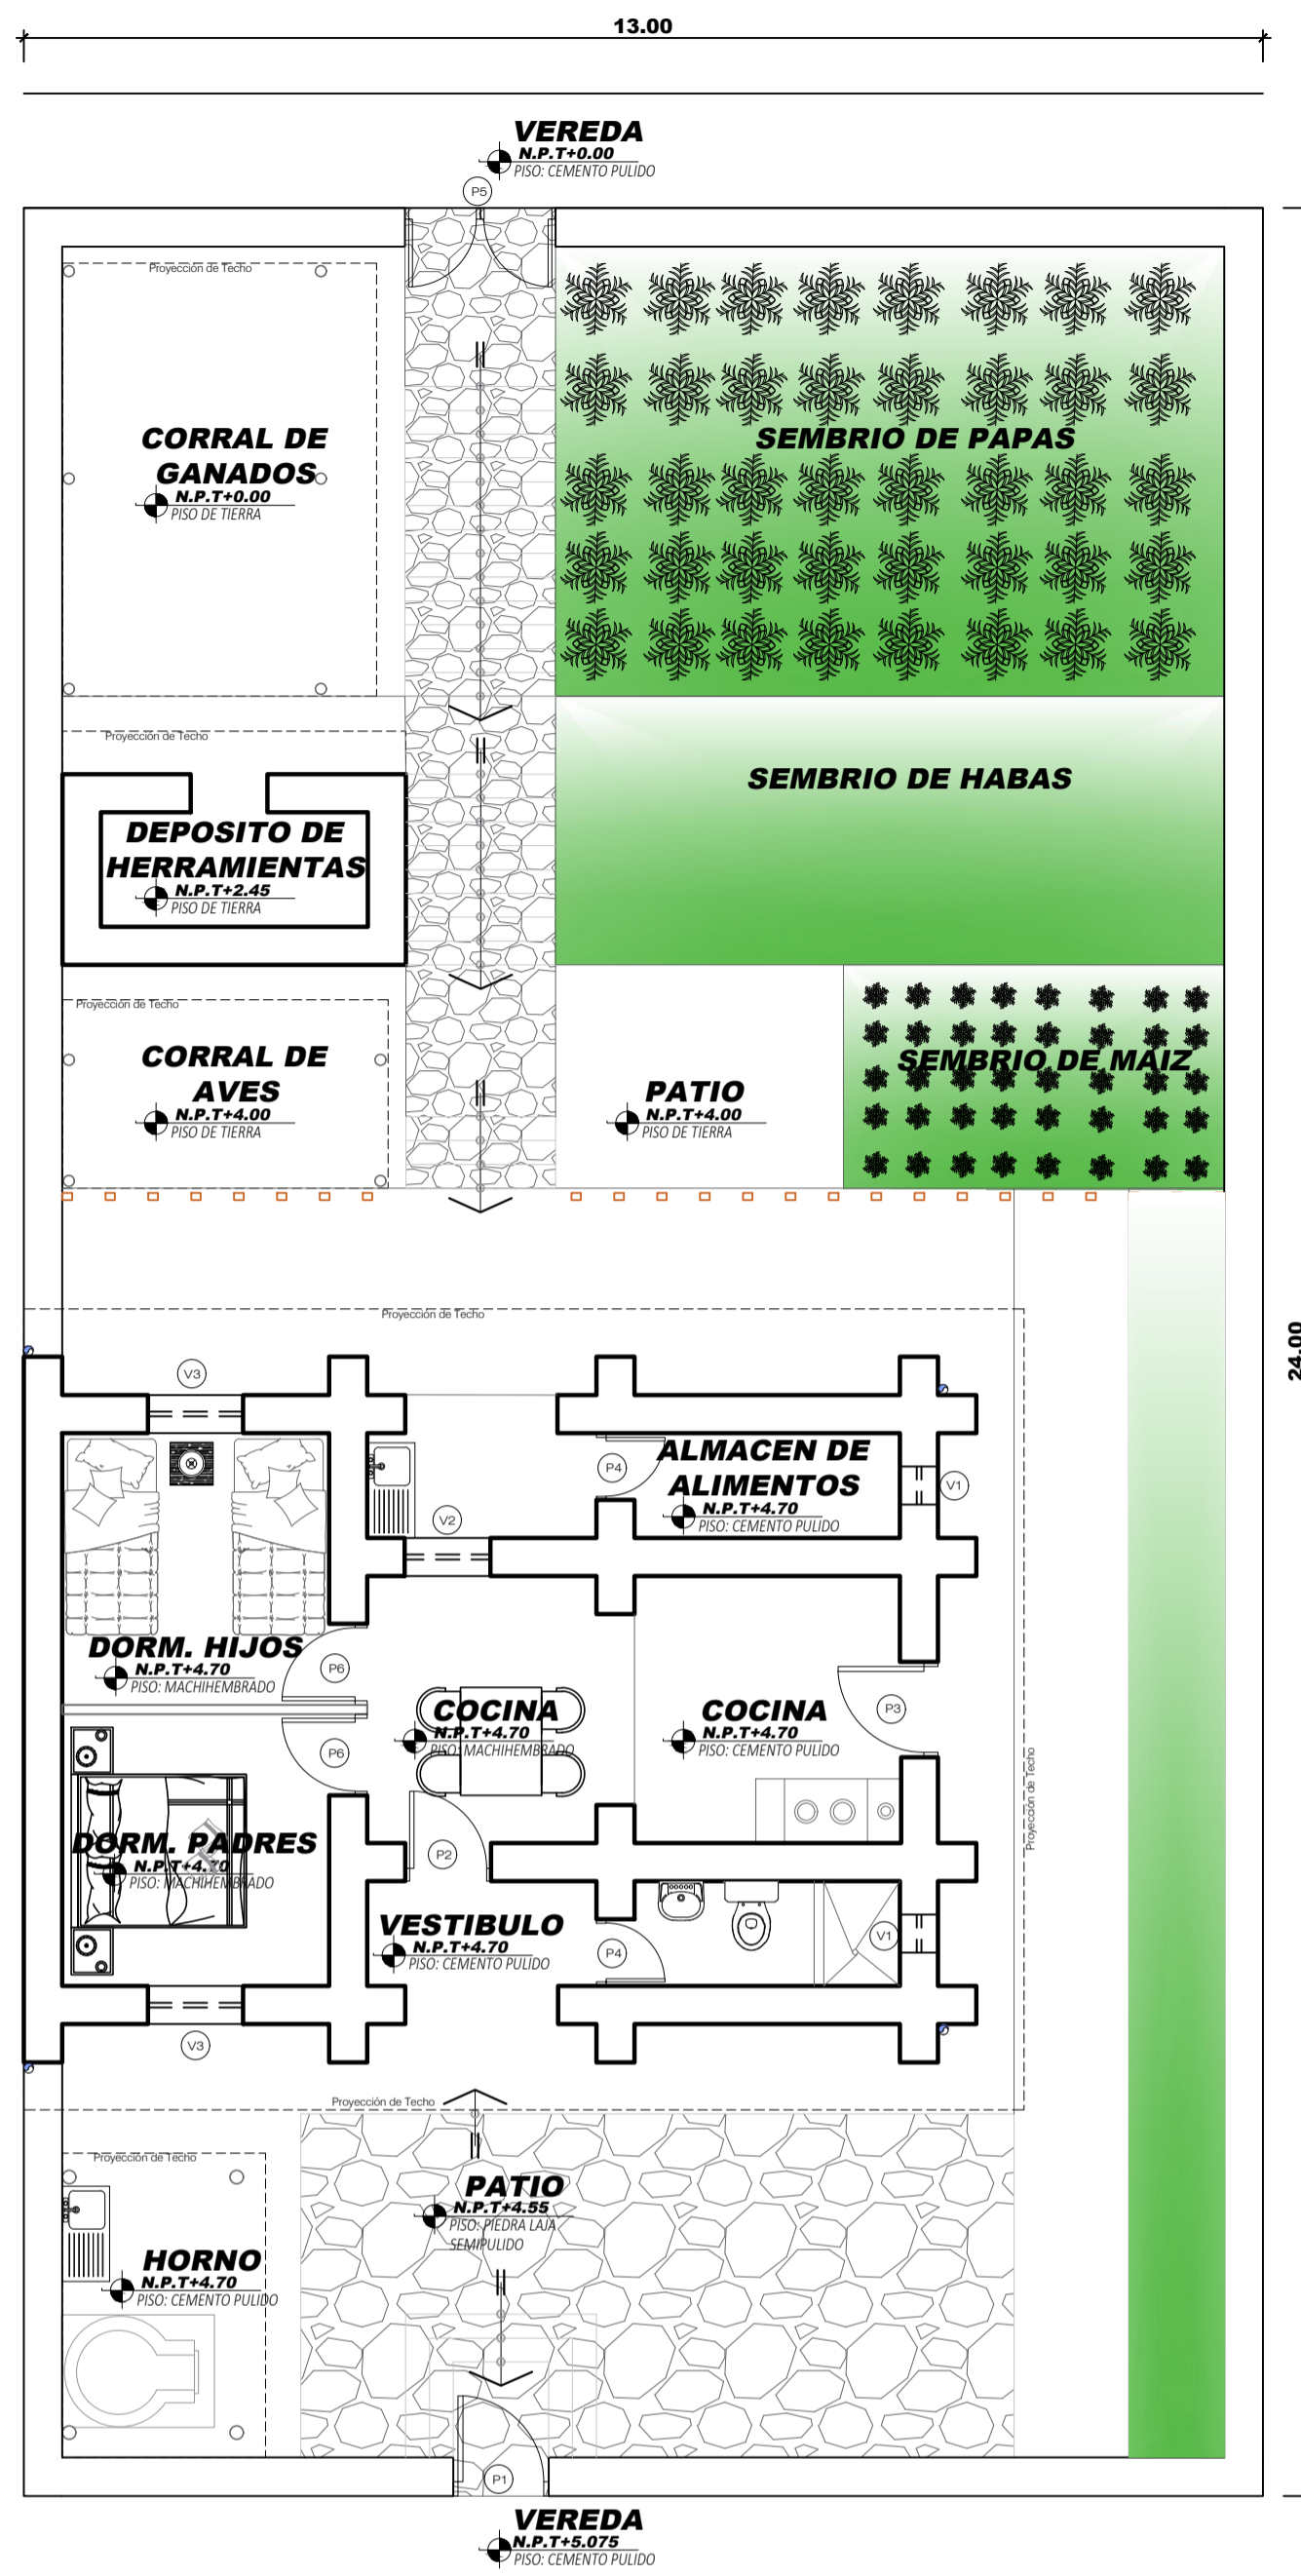 13.00
VEREDA
N.P.T+0.00
PISO: CEMENTO PULIDO
P5
Proyección de Techo
CORRAL DE
GANADOS
N.P.T+0.00
PISO DE TIERRA
SEMBRIO DE PAPAS
Proyección de Techo
SEMBRIO DE HABAS
DEPOSITO DE
HERRAMIENTAS
N.P.T+2.45
PISO DE TIERRA
Proyección de Techo
CORRAL DE
AVES
N.P.T+4.00
PISO DE TIERRA
PATIO
N.P.T+4.00
PISO DE TIERRA
SEMBRIO DE MAIZ
Proyección de Techo
24.00
V3
ALMACEN DE
ALIMENTOS
N.P.T+4.70
PISO: CEMENTO PULIDO
P4
V1
V2
DORM. HIJOS
N.P.T+4.70
PISO: MACHIHEMBRADO
P6
P6
COCINA
N.P.T+4.70
PISO: MACHIHEMBRADO
COCINA
N.P.T+4.70
PISO: CEMENTO PULIDO
P3
Proyección de Techo
DORM. PADRES
N.P.T+4.70
PISO: MACHIHEMBRADO
P2
VESTIBULO
N.P.T+4.70
PISO: CEMENTO PULIDO
P4
V1
V3
Proyección de Techo
Proyección de Techo
PATIO
N.P.T+4.55
PISO: PIEDRA LAJA
SEMIPULIDO
HORNO
N.P.T+4.70
PISO: CEMENTO PULIDO
P1
VEREDA
N.P.T+5.075
PISO: CEMENTO PULIDO